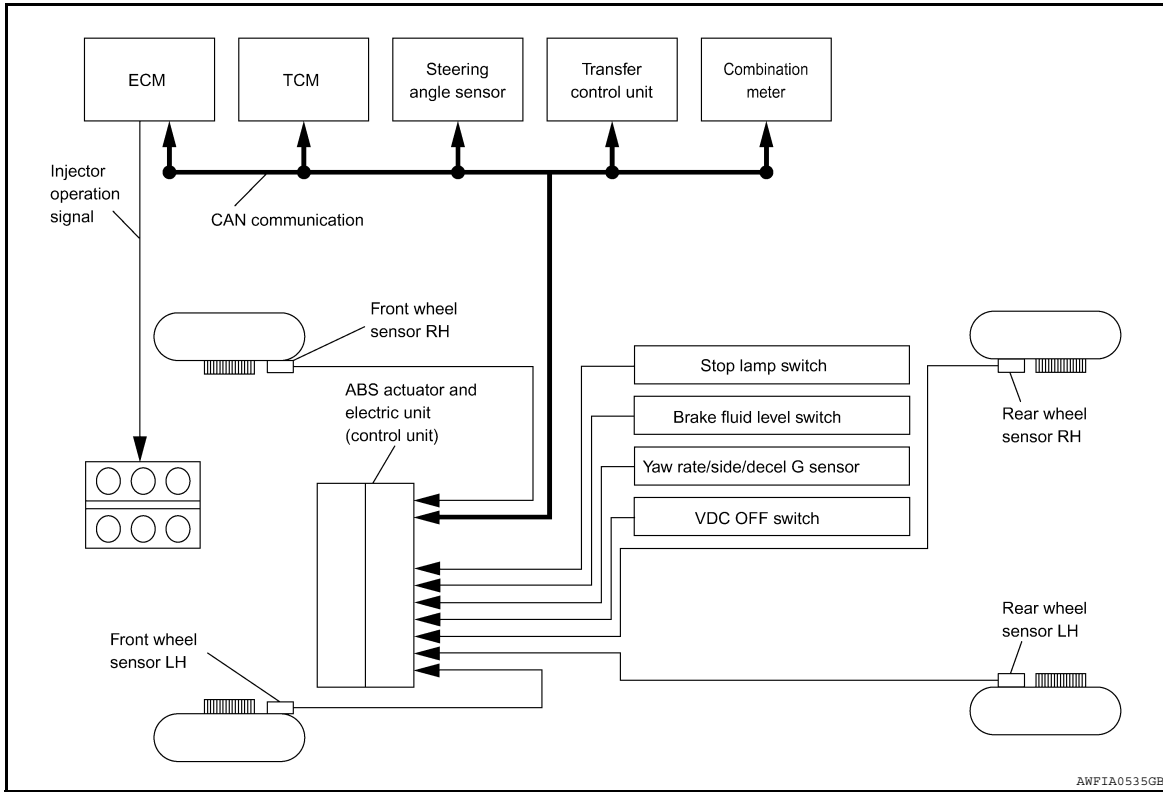 ECM
TCM
Steering
angle sensor
Transfer
control unit
Combination
meter
Injector
operation
signal
CAN communication
Front wheel
sensor RH
ABS actuator and
electric unit
(control unit)
Stop lamp switch
Brake fluid level switch
Yaw rate/side/decel G sensor
VDC OFF switch
Rear wheel
sensor RH
Front wheel
sensor LH
Rear wheel
sensor LH
AWFIA0535GB